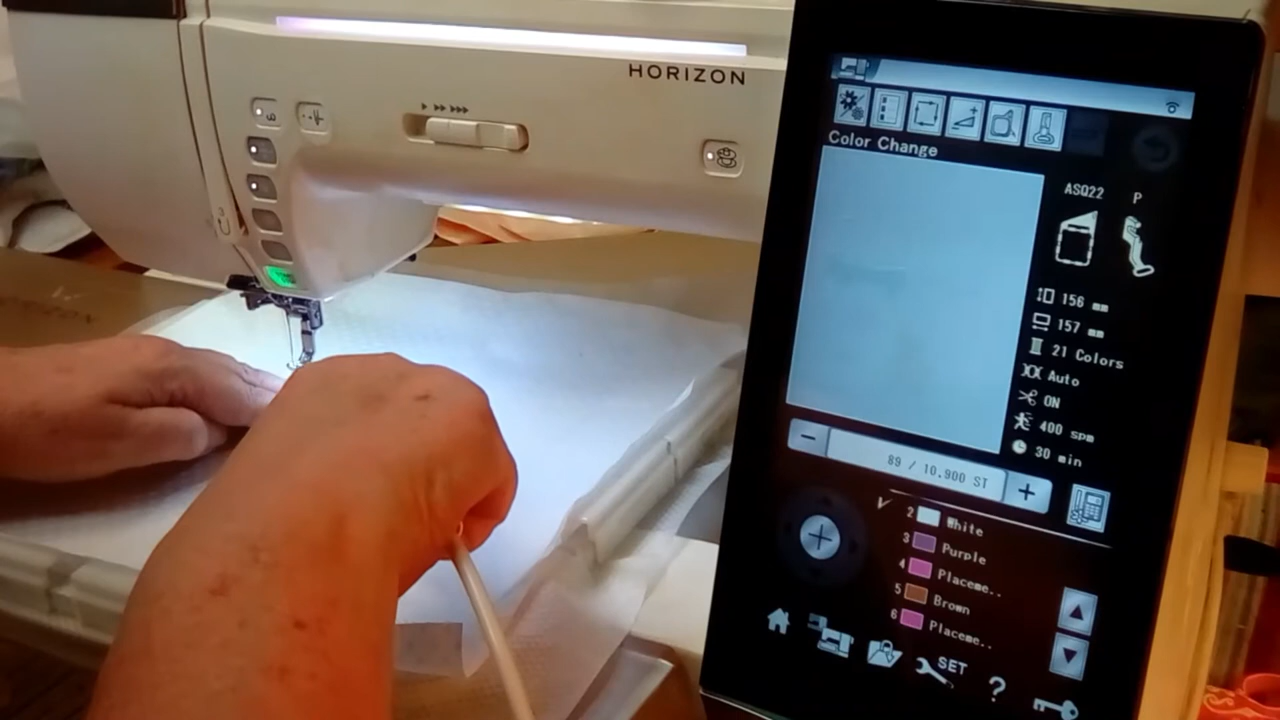 HORIZON
HORIZON
Color Change
ASQ22
P
156 mm
157 mm
21 Colors
Auto
ON
400 spm
30 min
89 / 10.900 ST
2 White
3 Purple
4 Placeme..
5 Brown
6 Placeme..
SET
?